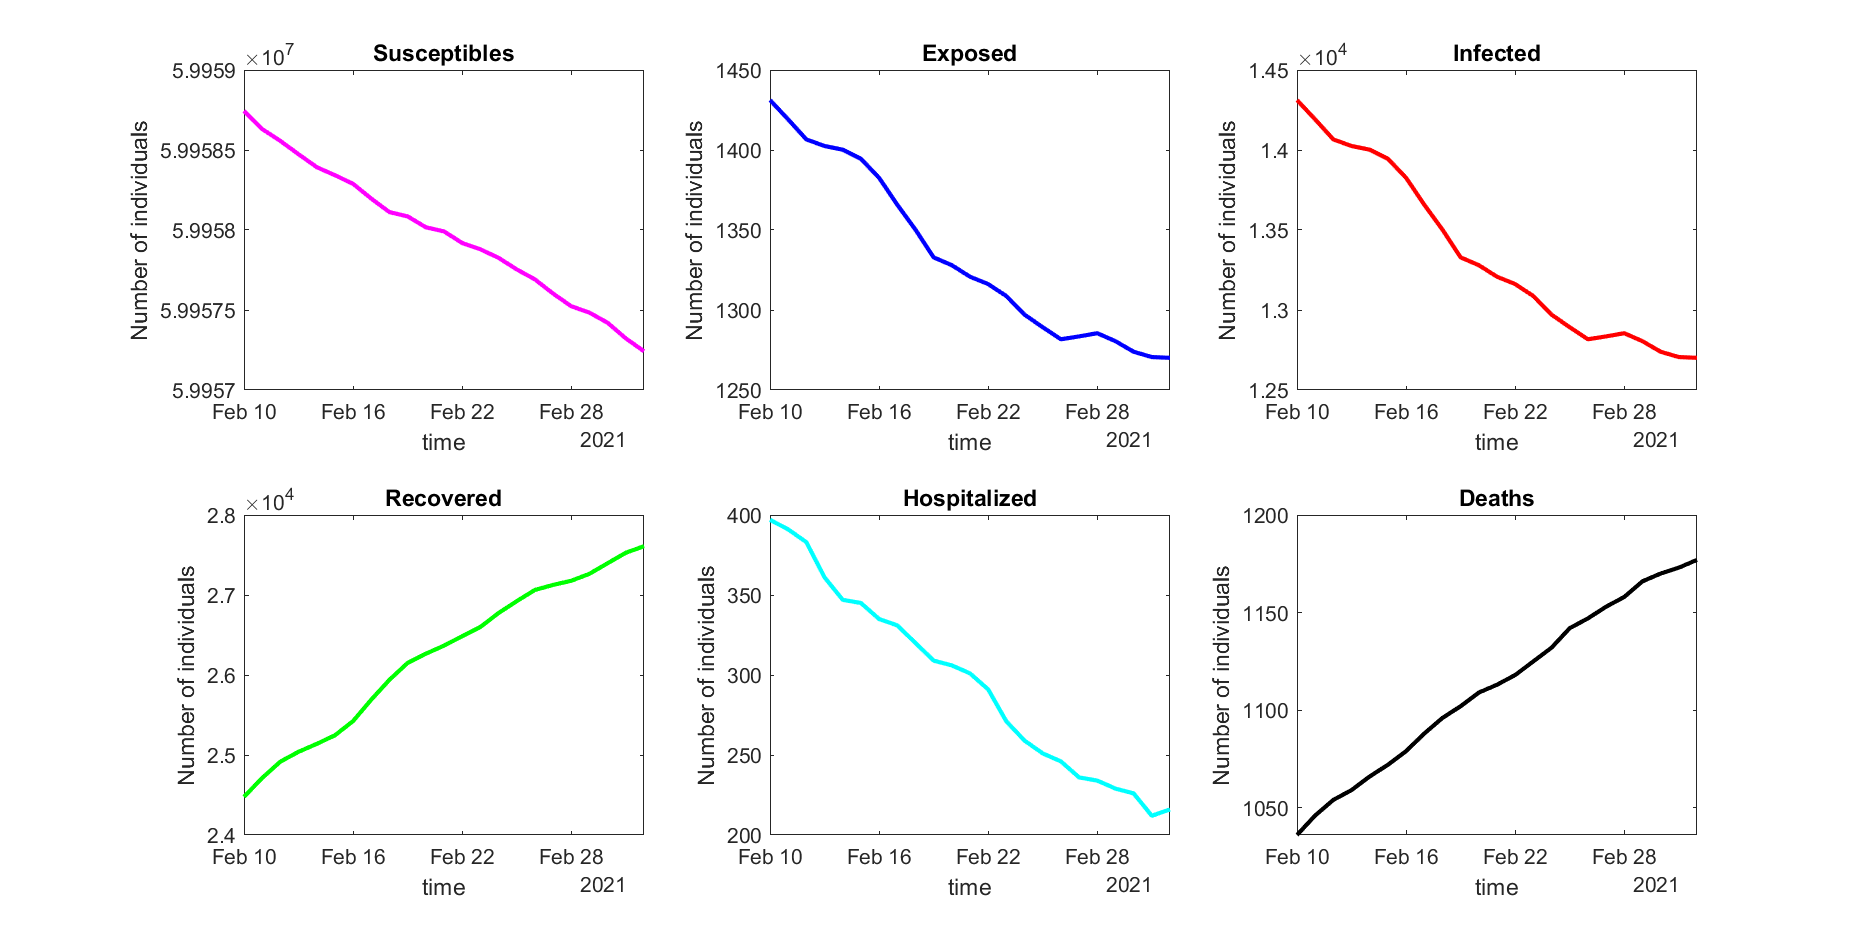 Susceptibles
×10^7
5.9959
5.99585
5.9958
5.99575
5.9957
Number of individuals
Feb 10 Feb 16 Feb 22 Feb 28
time
2021
Exposed
1450
1400
1350
1300
1250
Number of individuals
Feb 10 Feb 16 Feb 22 Feb 28
time
2021
Infected
×10^4
1.45
1.4
1.35
1.3
1.25
Number of individuals
Feb 10 Feb 16 Feb 22 Feb 28
time
2021
Recovered
×10^4
2.8
2.7
2.6
2.5
2.4
Number of individuals
Feb 10 Feb 16 Feb 22 Feb 28
time
2021
Hospitalized
400
350
300
250
200
Number of individuals
Feb 10 Feb 16 Feb 22 Feb 28
time
2021
Deaths
1200
1150
1100
1050
Number of individuals
Feb 10 Feb 16 Feb 22 Feb 28
time
2021